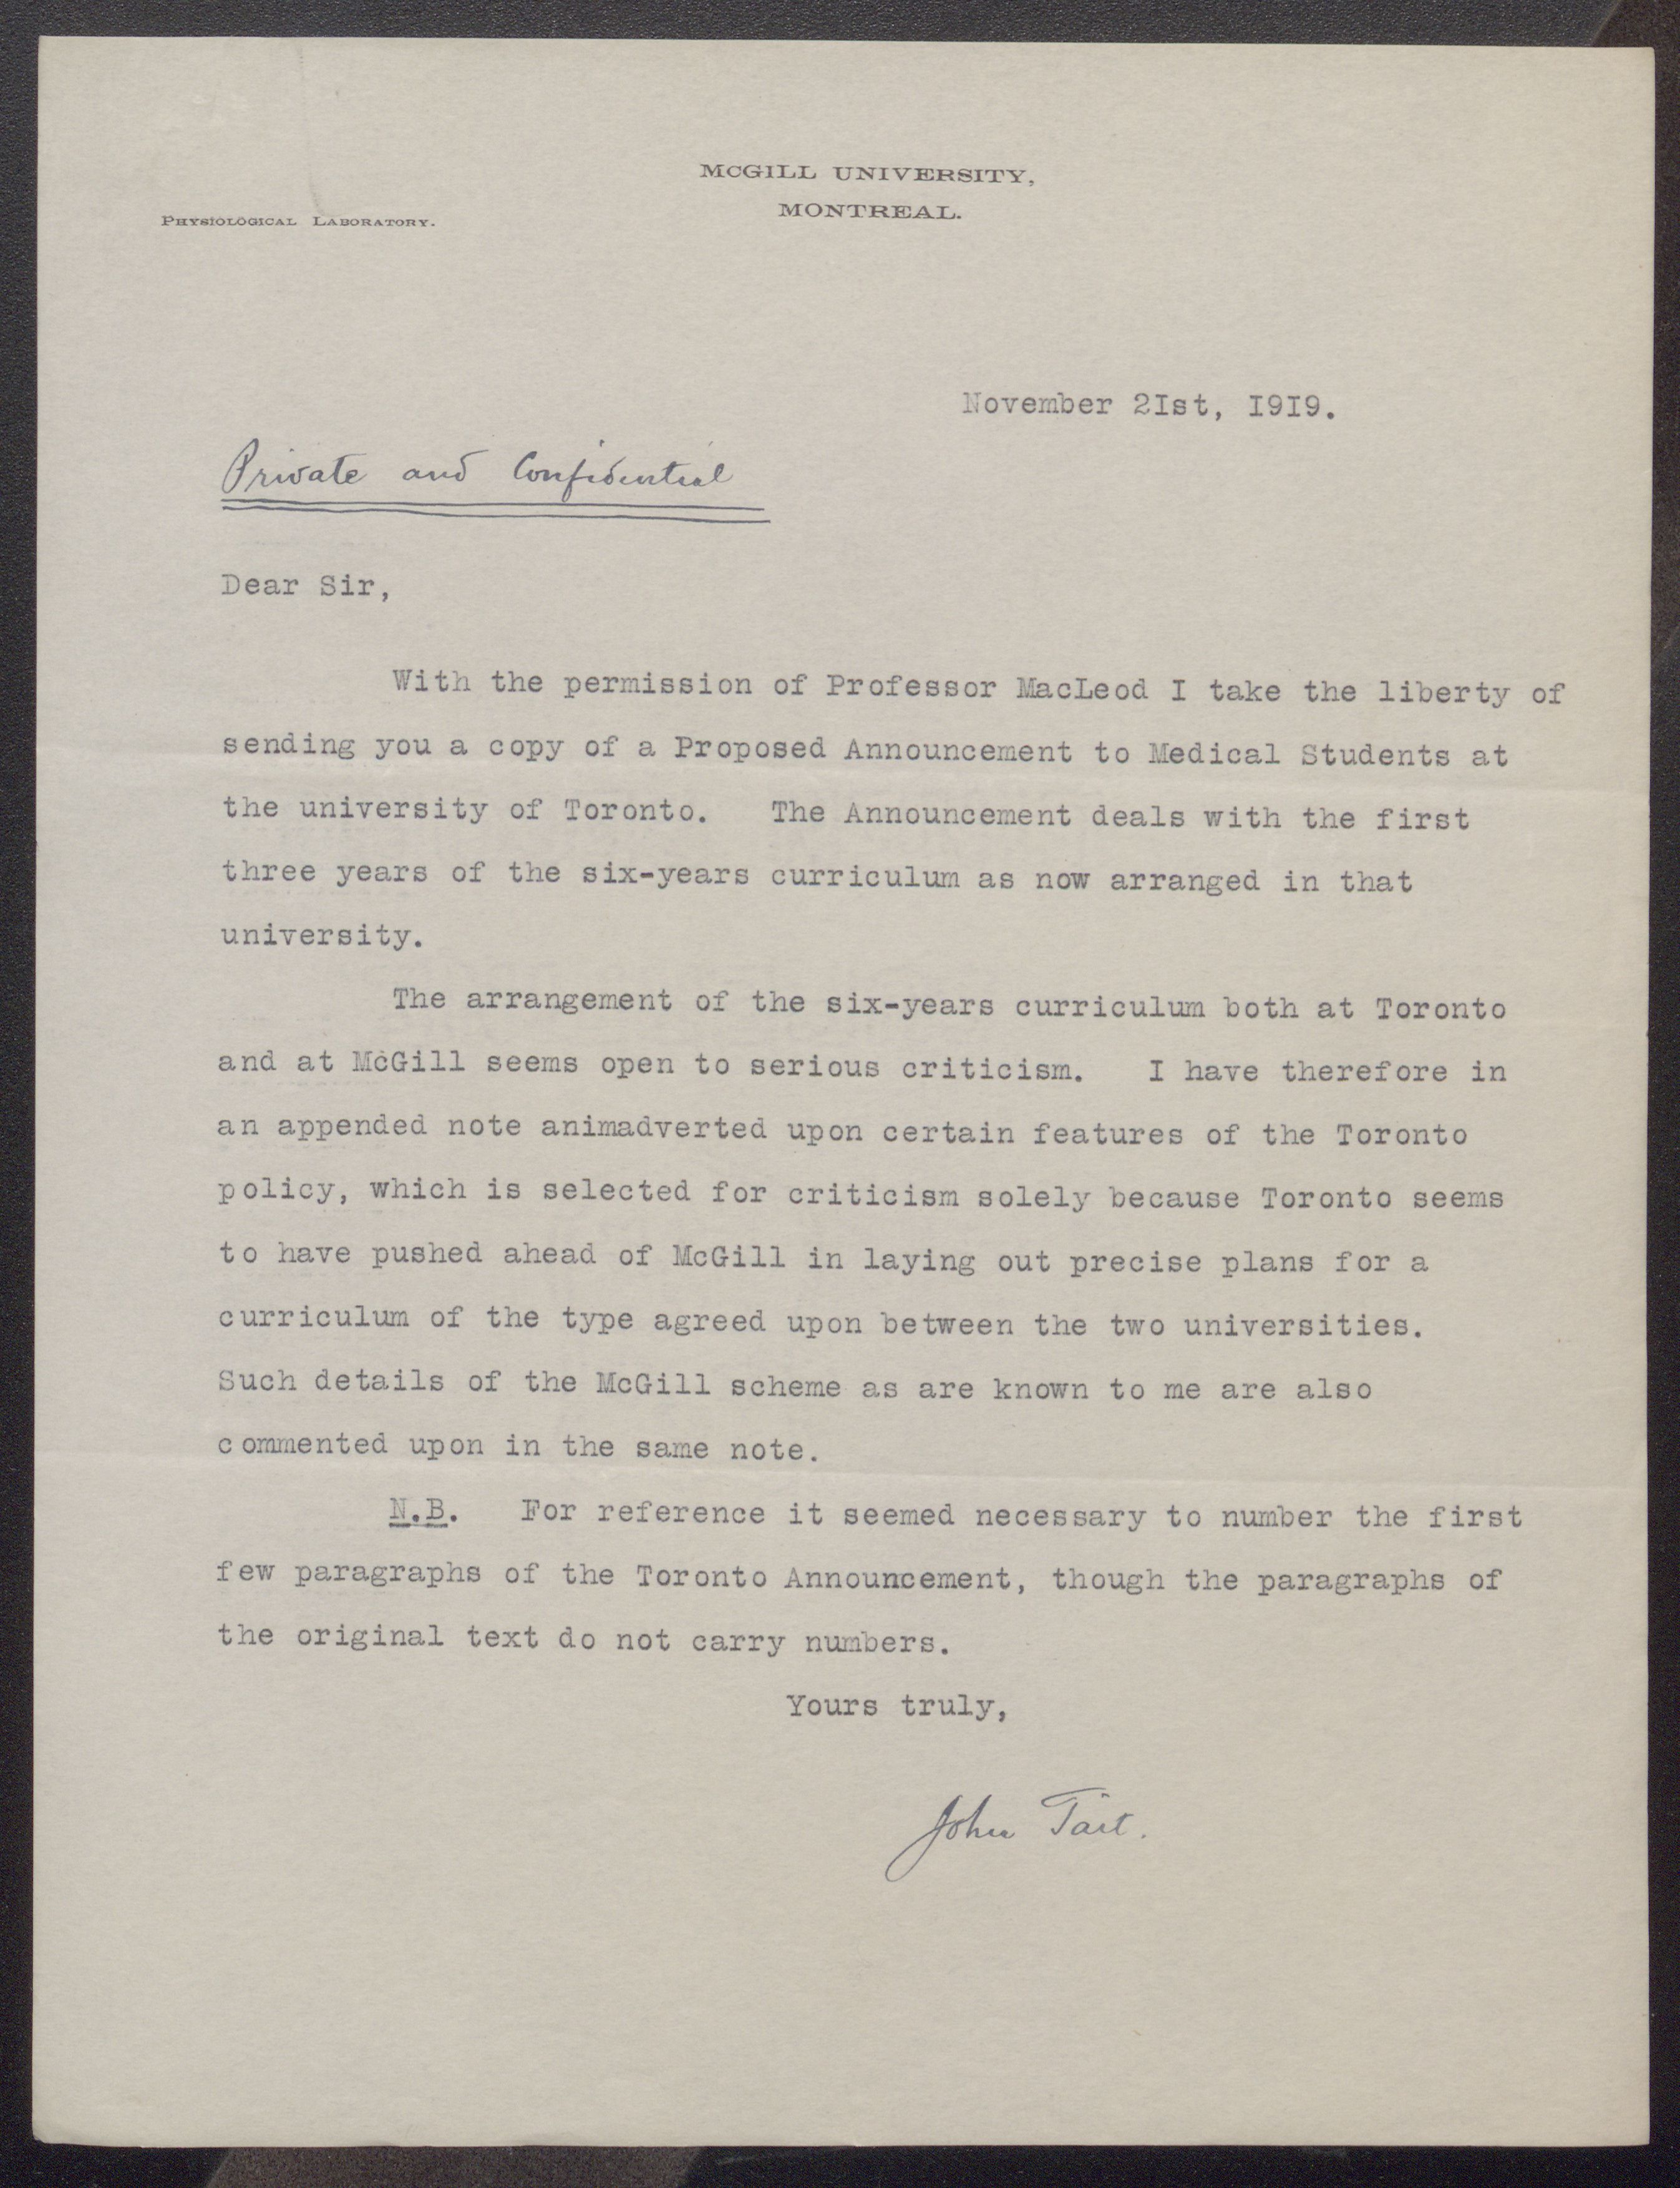 McGILL UNIVERSITY,
MONTREAL.
PHYSIOLOGICAL LABORATORY.
November 2Ist, I9I9.
Private and Confidential
Dear Sir,
With the permission of Professor MacLeod I take the liberty of
sending you a copy of a Proposed Announcement to Medical Students at
the university of Toronto. The Announcement deals with the first
three years of the six-years curriculum as now arranged in that
university.
The arrangement of the six-years curriculum both at Toronto
and at McGill seems open to serious criticism. I have therefore in
an appended note animadverted upon certain features of the Toronto
policy, which is selected for criticism solely because Toronto seems
to have pushed ahead of McGill in laying out precise plans for a
curriculum of the type agreed upon between the two universities.
Such details of the McGill scheme as are known to me are also
commented upon in the same note.
N.B. For reference it seemed necessary to number the first
few paragraphs of the Toronto Announcement, though the paragraphs of
the original text do not carry numbers.
Yours truly,
John Tait.